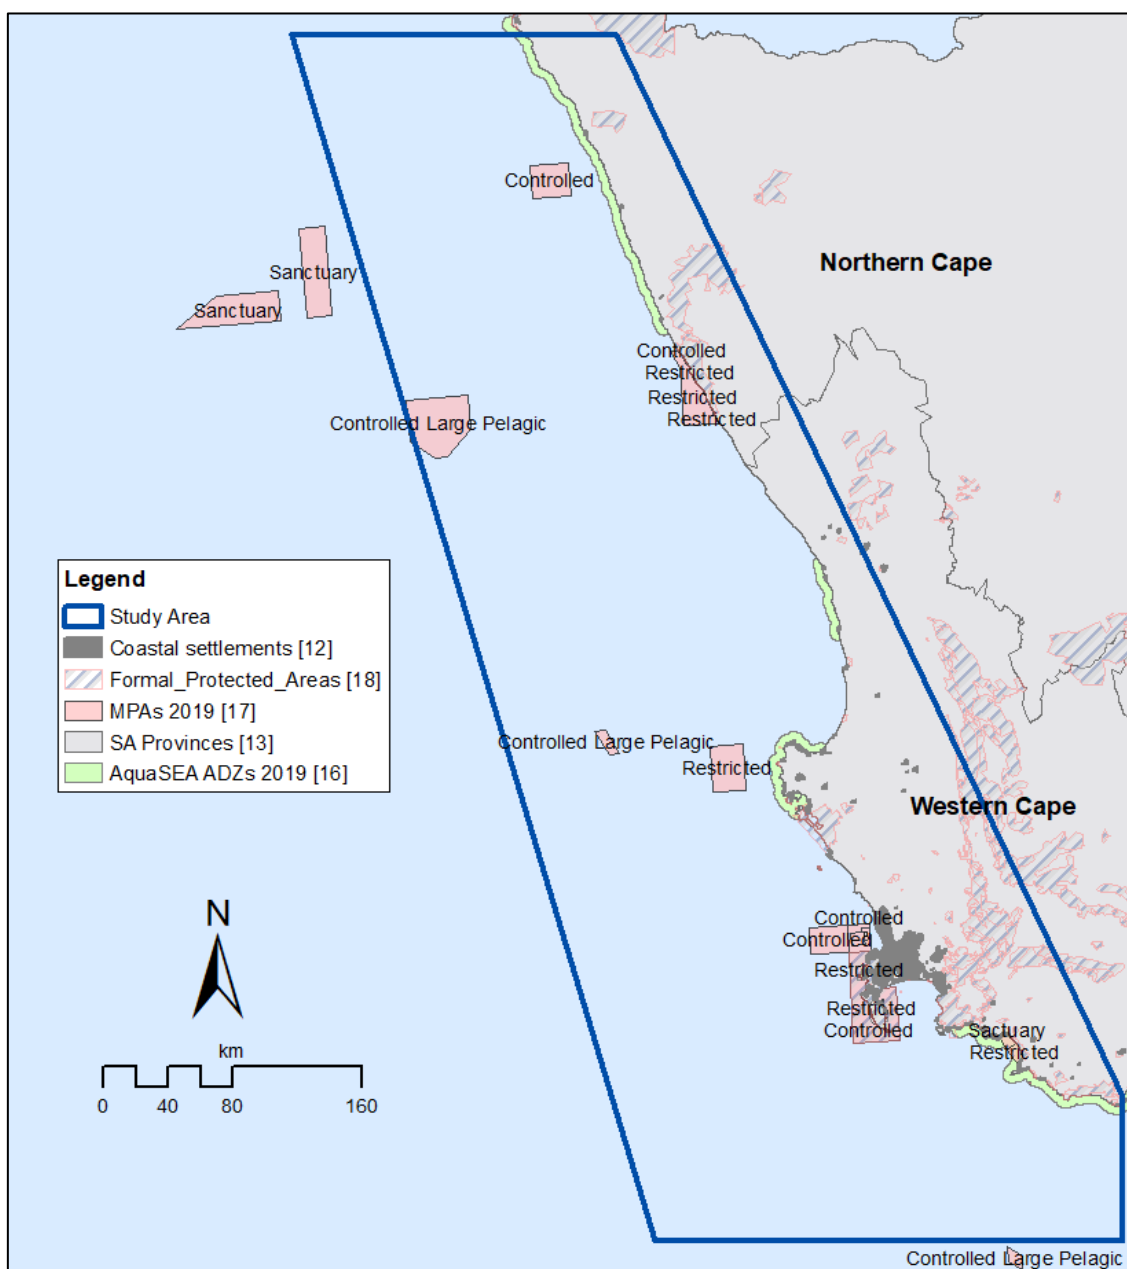 Controlled
Northern Cape
Sanctuary
Sanctuary
Controlled
Restricted
Restricted
Restricted
Controlled Large Pelagic
Legend
Study Area
Coastal settlements [12]
Formal_Protected_Areas [18]
MPAs 2019 [17]
SA Provinces [13]
AquaSEA ADZs 2019 [16]
Controlled Large Pelagic
Restricted
Western Cape
N
Controlled
Controlled
Restricted
Restricted
Controlled
Sactuary
Restricted
km
0 40 80 160
Controlled Large Pelagic